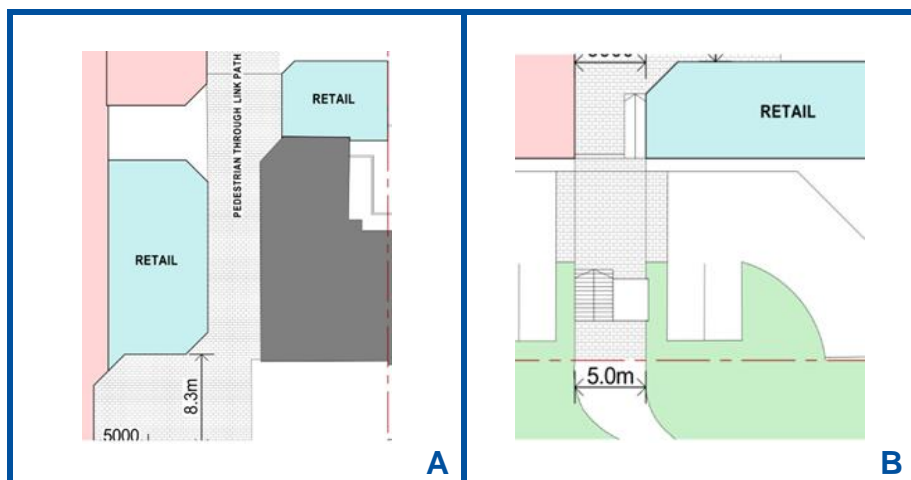 PEDESTRIAN THROUGH LINK PATH
RETAIL
RETAIL
8.3m
5000
A
RETAIL
5.0m
B